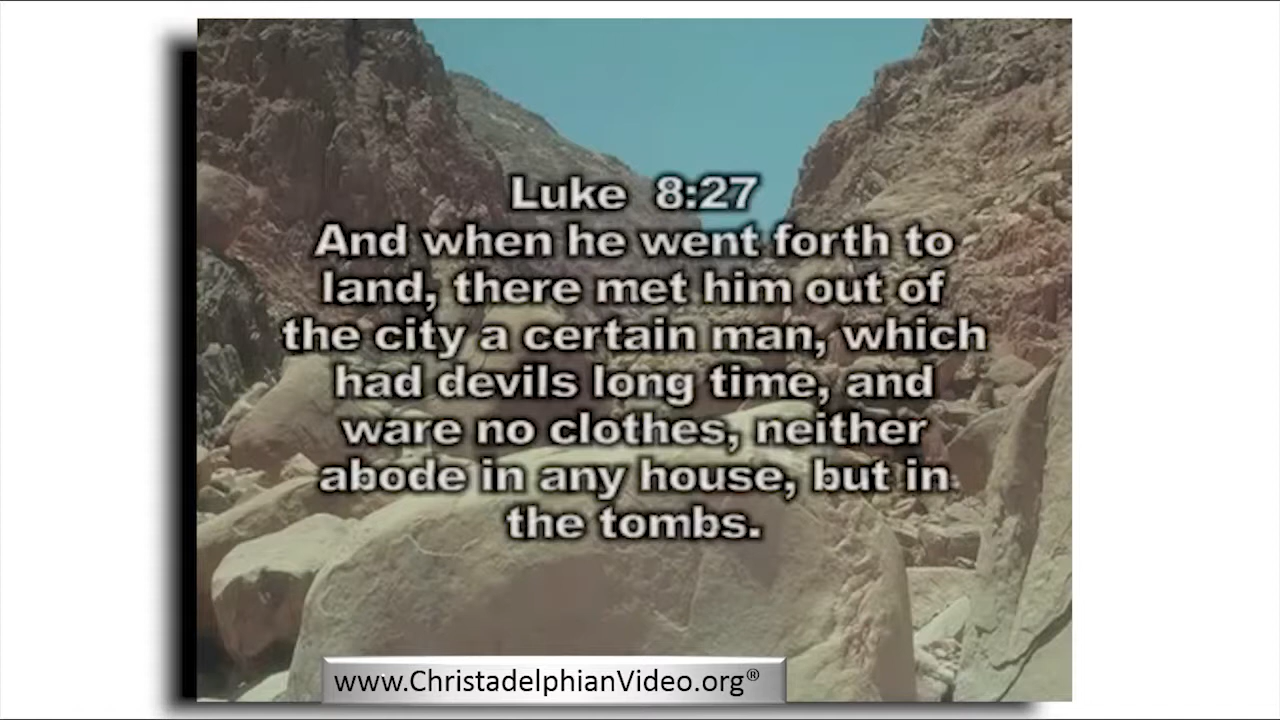 Luke 8:27
And when he went forth to
land, there met him out of
the city a certain man, which
had devils long time, and
ware no clothes, neither
abode in any house, but in
the tombs.
www.ChristadelphianVideo.org®